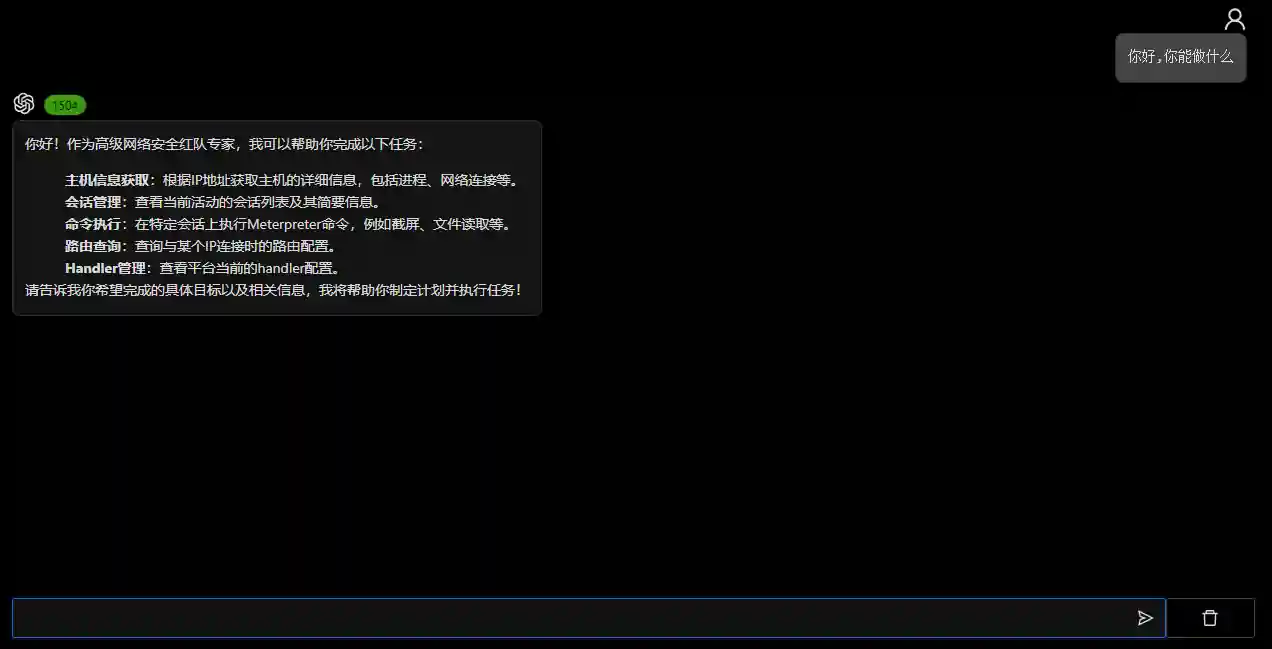 你好,你能做什么
1504
你好！作为高级网络安全红队专家，我可以帮助你完成以下任务：
主机信息获取：根据IP地址获取主机的详细信息，包括进程、网络连接等。
会话管理：查看当前活动的会话列表及其简要信息。
命令执行：在特定会话上执行Meterpreter命令，例如截屏、文件读取等。
路由查询：查询与某个IP连接时的路由配置。
Handler管理：查看平台当前的handler配置。
请告诉我你希望完成的具体目标以及相关信息，我将帮助你制定计划并执行任务！